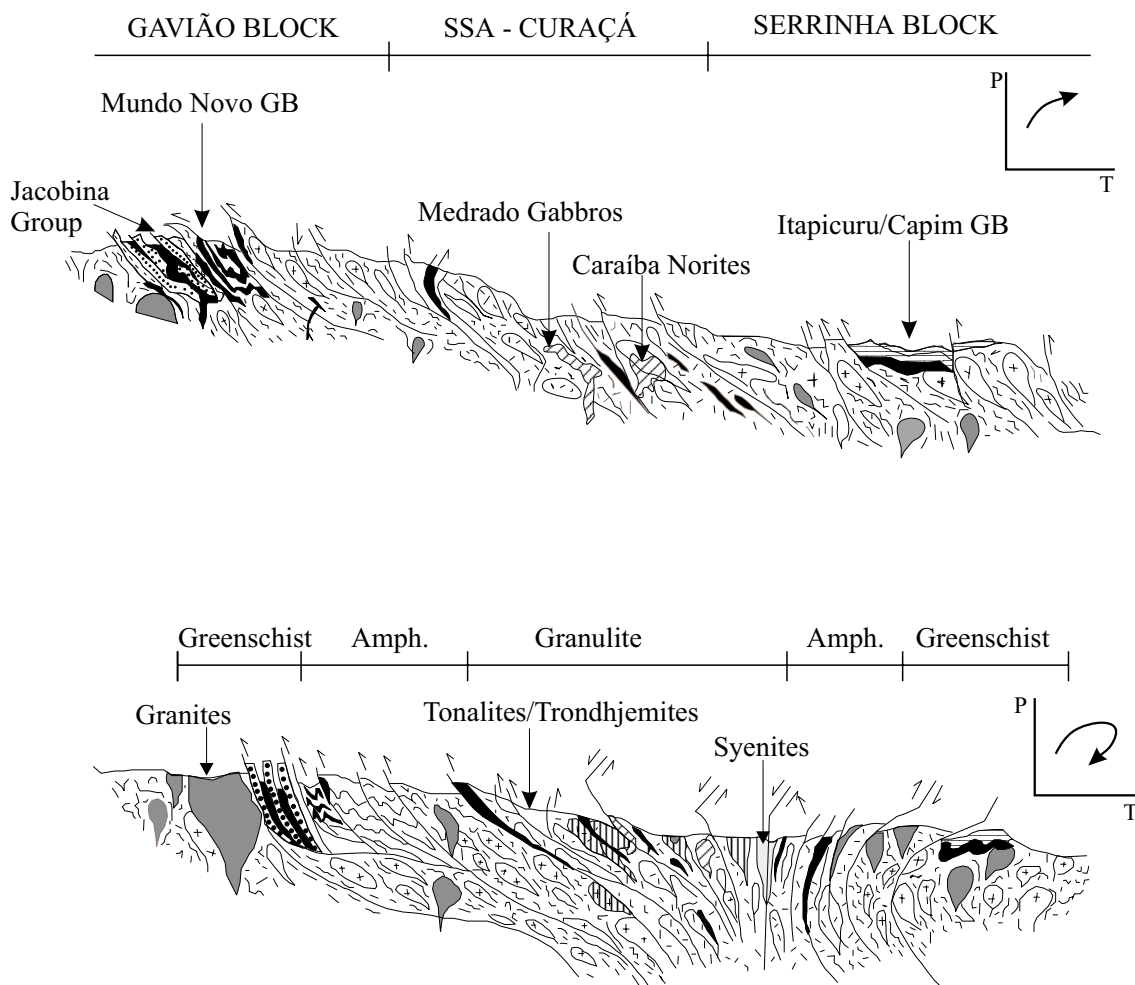 GAVIÃO BLOCK SSA - CURAÇÁ SERRINHA BLOCK
Mundo Novo GB
P
T
Jacobina
Group
Medrado Gabbros
Caraíba Norites
Itapicuru/Capim GB
Greenschist Amph. Granulite Amph. Greenschist
Granites
Tonalites/Trondhjemites
Syenites
P
T